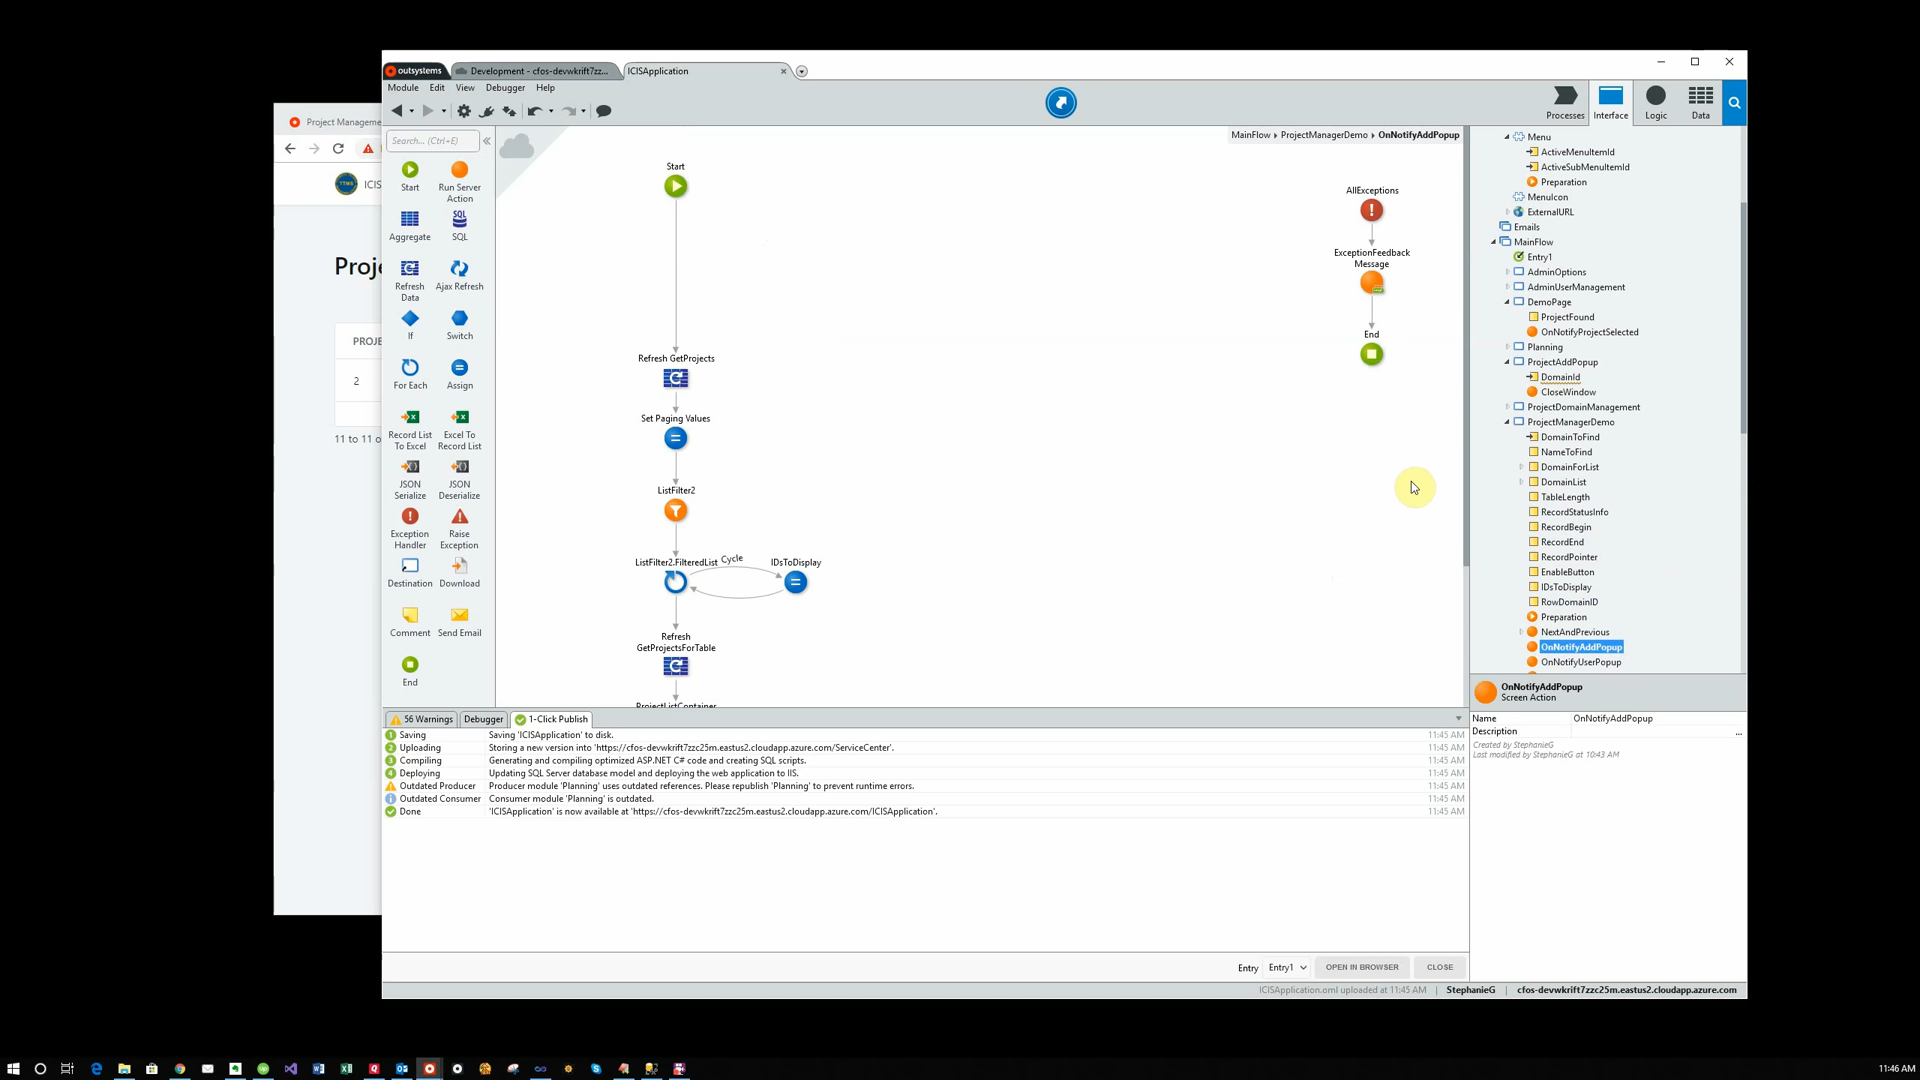 outsystems
Development - cfos-devwkrift7zz...
ICISApplication
Module Edit View Debugger Help
Project Manageme
ICIS
Proje
PROJE
2
11 to 11 o
Search... (Ctrl+E)
Start
Run Server Action
Aggregate
SQL
Refresh Data
Ajax Refresh
If
Switch
For Each
Assign
Record List To Excel
Excel To Record List
JSON Serialize
JSON Deserialize
Exception Handler
Raise Exception
Destination
Download
Comment
Send Email
End
MainFlow ▸ ProjectManagerDemo ▸ OnNotifyAddPopup
Start
Refresh GetProjects
Set Paging Values
ListFilter2
ListFilter2.FilteredList
Cycle
IDsToDisplay
Refresh
GetProjectsForTable
ProjectListContainer
AllExceptions
ExceptionFeedback
Message
End
Processes
Interface
Logic
Data
Menu
ActiveMenuItemId
ActiveSubMenuItemId
Preparation
MenuIcon
ExternalURL
Emails
MainFlow
Entry1
AdminOptions
AdminUserManagement
DemoPage
ProjectFound
OnNotifyProjectSelected
Planning
ProjectAddPopup
DomainId
CloseWindow
ProjectDomainManagement
ProjectManagerDemo
DomainToFind
NameToFind
DomainForList
DomainList
TableLength
RecordStatusInfo
RecordBegin
RecordEnd
RecordPointer
EnableButton
IDsToDisplay
RowDomainID
Preparation
NextAndPrevious
OnNotifyAddPopup
OnNotifyUserPopup
OnNotifyAddPopup
Screen Action
Name OnNotifyAddPopup
Description ...
Created by StephanieG
Last modified by StephanieG at 10:43 AM
56 Warnings Debugger 1-Click Publish
1 Saving Saving 'ICISApplication' to disk. 11:45 AM
2 Uploading Storing a new version into 'https://cfos-devwkrift7zzc25m.eastus2.cloudapp.azure.com/ServiceCenter'. 11:45 AM
3 Compiling Generating and compiling optimized ASP.NET C# code and creating SQL scripts. 11:45 AM
4 Deploying Updating SQL Server database model and deploying the web application to IIS. 11:45 AM
Outdated Producer Producer module 'Planning' uses outdated references. Please republish 'Planning' to prevent runtime errors. 11:45 AM
Outdated Consumer Consumer module 'Planning' is outdated. 11:45 AM
Done 'ICISApplication' is now available at 'https://cfos-devwkrift7zzc25m.eastus2.cloudapp.azure.com/ICISApplication'. 11:45 AM
Entry Entry1 OPEN IN BROWSER CLOSE
ICISApplication.oml uploaded at 11:45 AM | StephanieG | cfos-devwkrift7zzc25m.eastus2.cloudapp.azure.com
11:46 AM